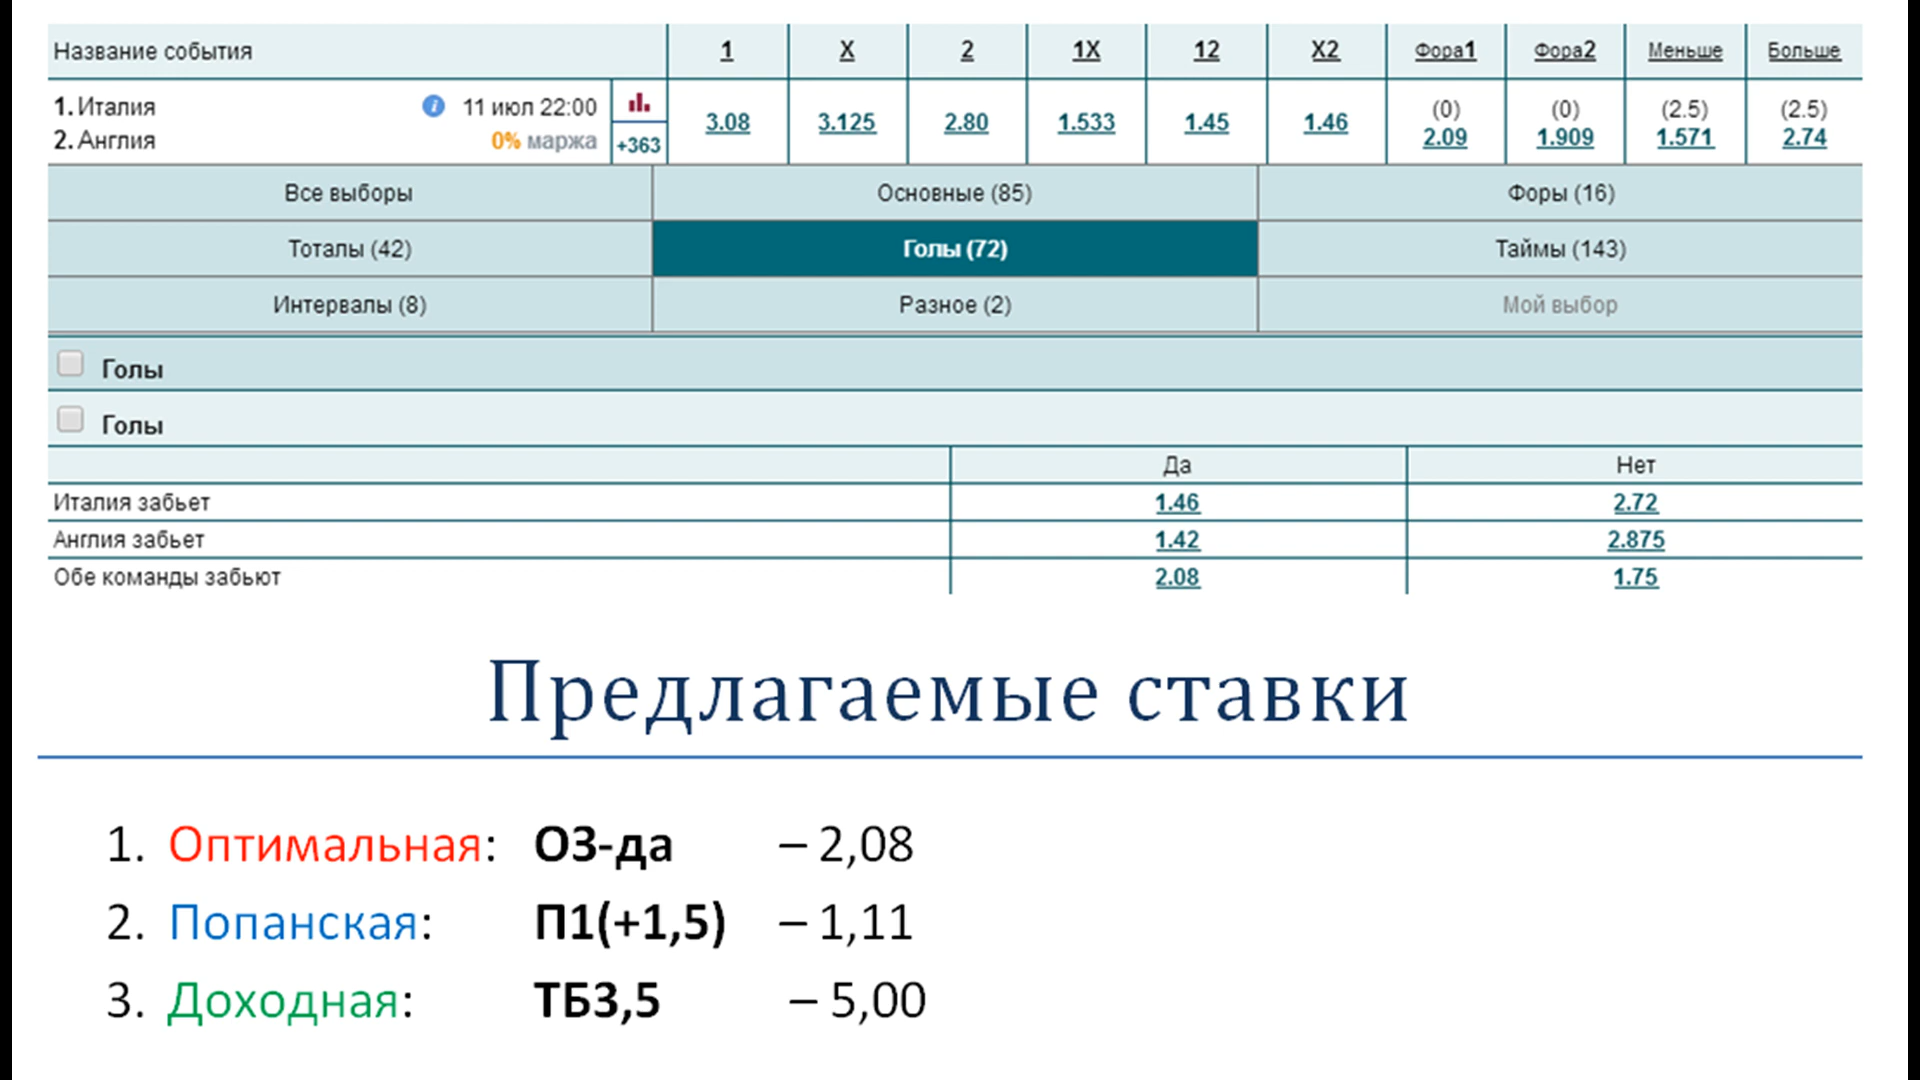 Название события 1 X 2 1X 12 X2 Фора1 Фора2 Меньше Больше
1. Италия 11 июл 22:00 (0) (0) (2.5) (2.5)
3.08 3.125 2.80 1.533 1.45 1.46
2. Англия 0% маржа +363 2.09 1.909 1.571 2.74
Все выборы Основные (85) Форы (16)
Тоталы (42) Голы (72) Таймы (143)
Интервалы (8) Разное (2) Мой выбор
Голы
Голы
Да Нет
Италия забьет 1.46 2.72
Англия забьет 1.42 2.875
Обе команды забьют 2.08 1.75
Предлагаемые ставки
1. Оптимальная: ОЗ-да – 2,08
2. Попанская: П1(+1,5) – 1,11
3. Доходная: ТБ3,5 – 5,00